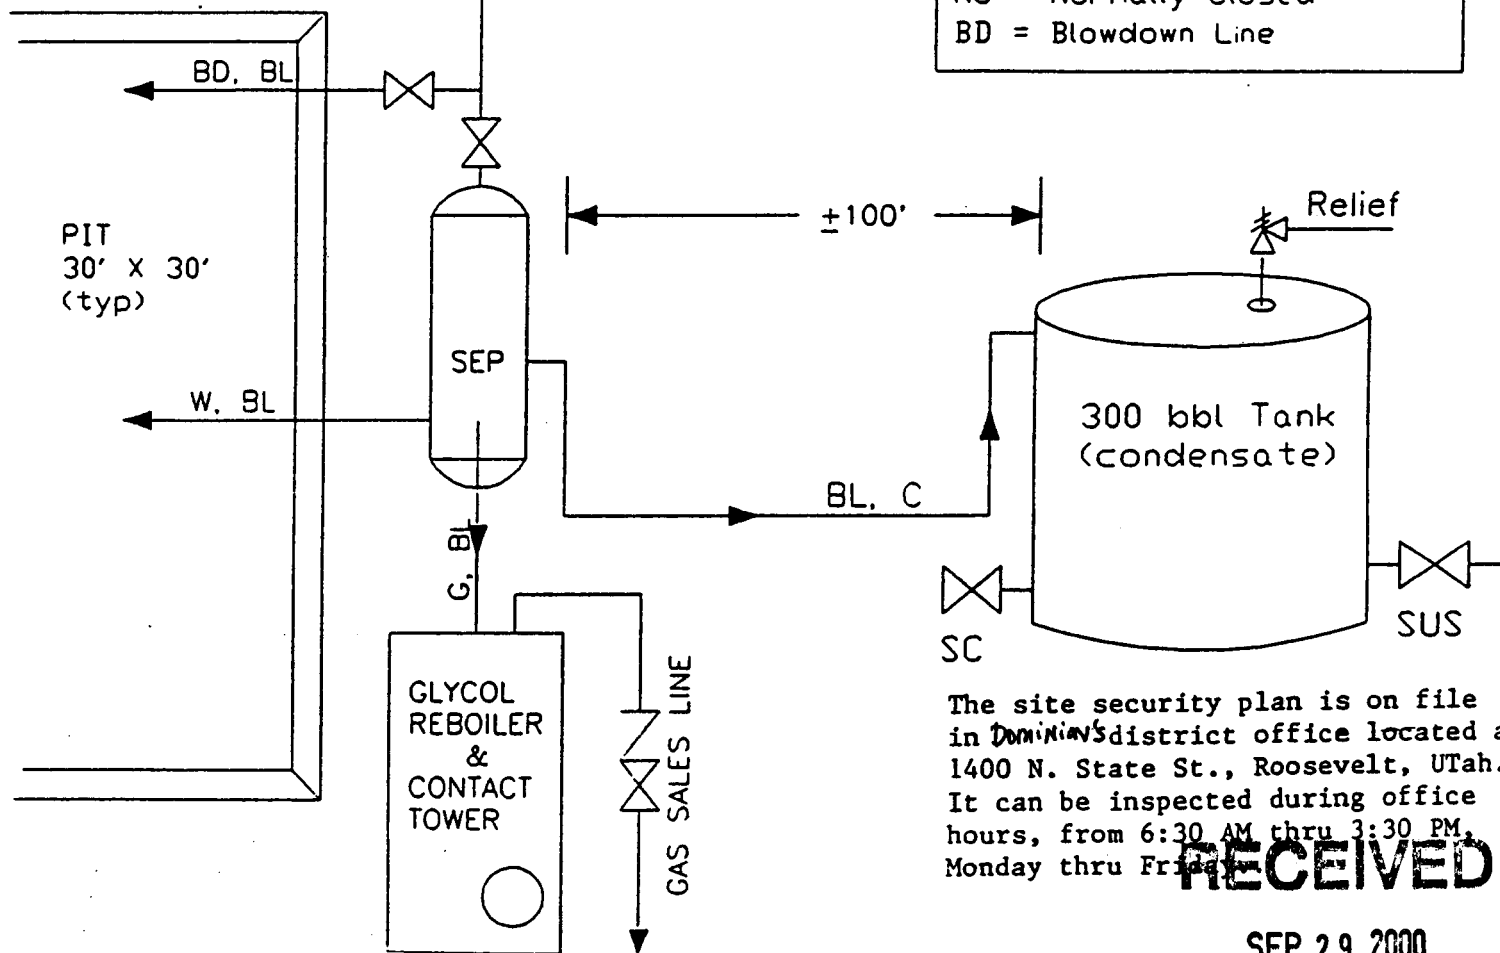 Normally Closed
BD = Blowdown Line
BD, BL
PIT
30' X 30'
(typ)
±100'
Relief
SEP
W, BL
300 bbl Tank
(condensate)
BL, C
G, BL
SC
SUS
GLYCOL
REBOILER
&
CONTACT
TOWER
GAS SALES LINE
The site security plan is on file
in Dominion's district office located
1400 N. State St., Roosevelt, UTah.
It can be inspected during office
hours, from 6:30 AM thru 3:30 PM,
Monday thru Friday
RECEIVED
SEP 29 2000